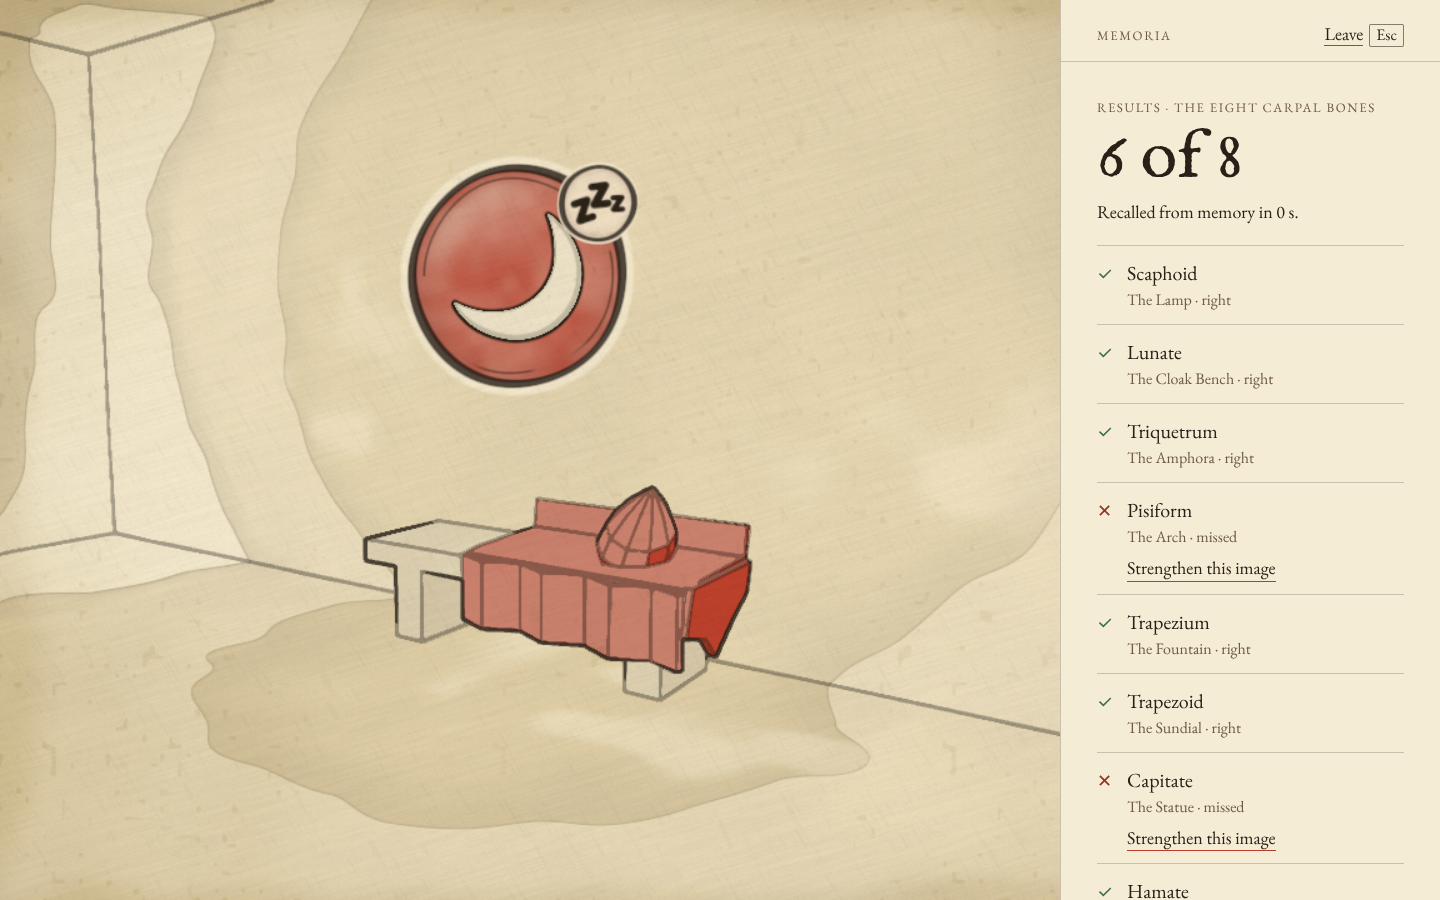 zzz
MEMORIA
Leave Esc
RESULTS · THE EIGHT CARPAL BONES
6 of 8
Recalled from memory in 0 s.
Scaphoid
The Lamp · right
Lunate
The Cloak Bench · right
Triquetrum
The Amphora · right
Pisiform
The Arch · missed
Strengthen this image
Trapezium
The Fountain · right
Trapezoid
The Sundial · right
Capitate
The Statue · missed
Strengthen this image
Hamate